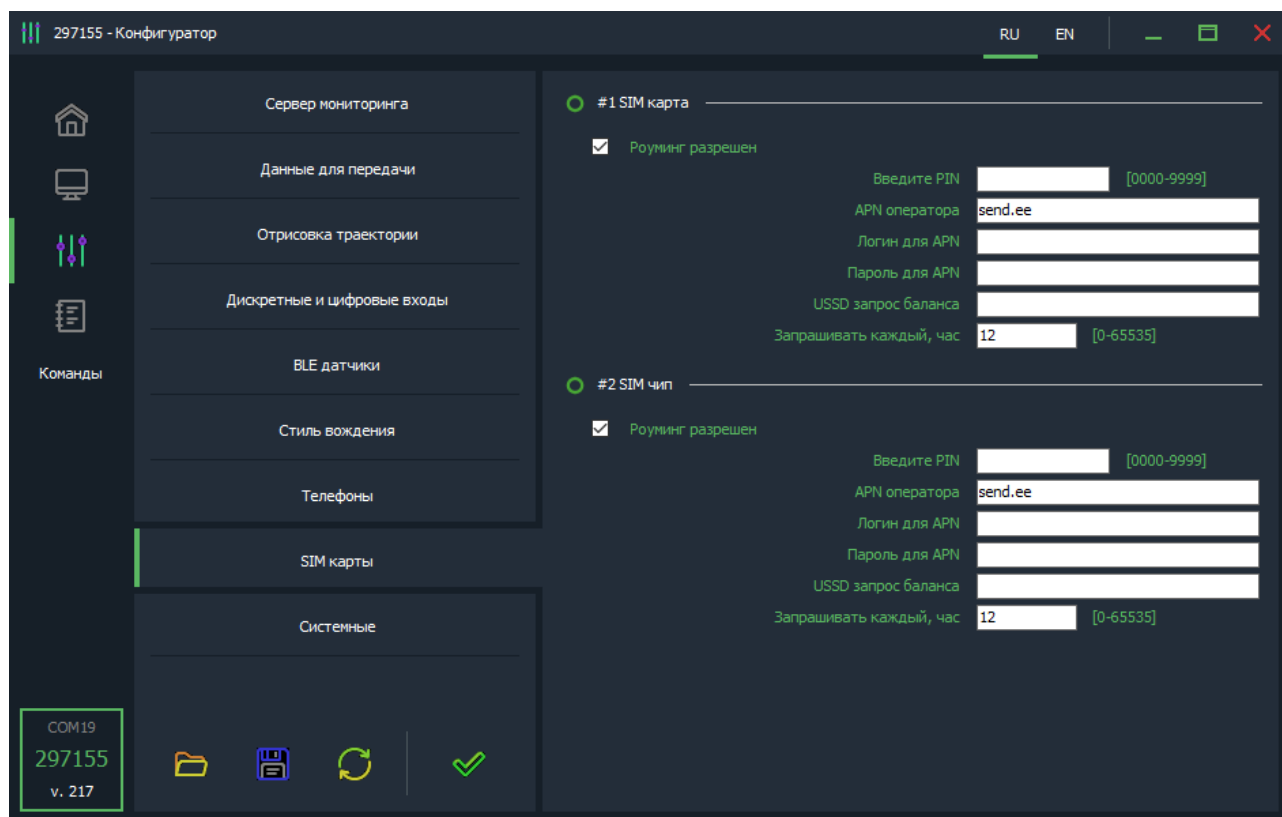 297155 - Конфигуратор
RU EN
Сервер мониторинга
Данные для передачи
Отрисовка траектории
Дискретные и цифровые входы
BLE датчики
Стиль вождения
Телефоны
SIM карты
Системные
Команды
COM19
297155
v. 217
#1 SIM карта
Роуминг разрешен
Введите PIN [0000-9999]
APN оператора send.ee
Логин для APN
Пароль для APN
USSD запрос баланса
Запрашивать каждый, час 12 [0-65535]
#2 SIM чип
Роуминг разрешен
Введите PIN [0000-9999]
APN оператора send.ee
Логин для APN
Пароль для APN
USSD запрос баланса
Запрашивать каждый, час 12 [0-65535]